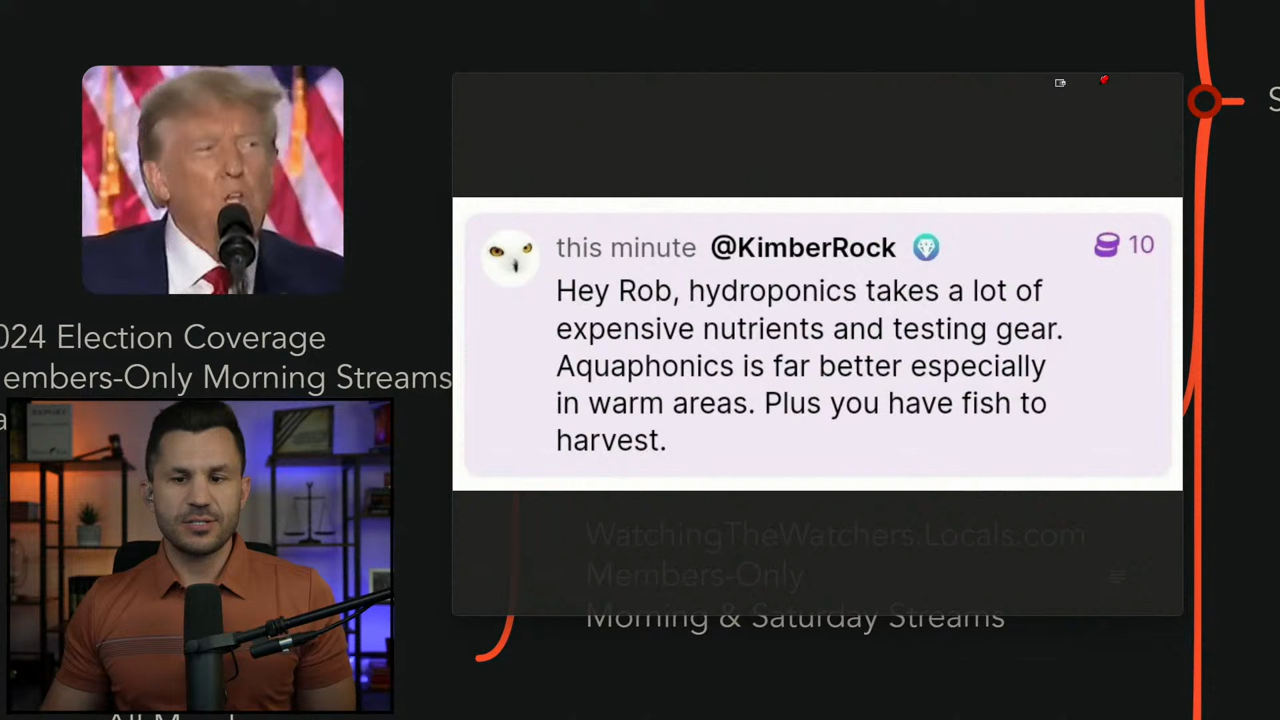 this minute @KimberRock
10
Hey Rob, hydroponics takes a lot of
expensive nutrients and testing gear.
Aquaphonics is far better especially
in warm areas. Plus you have fish to
harvest.
024 Election Coverage
embers-Only Morning Streams
a
WatchingTheWatchers.Locals.com
Members-Only
Morning & Saturday Streams
S